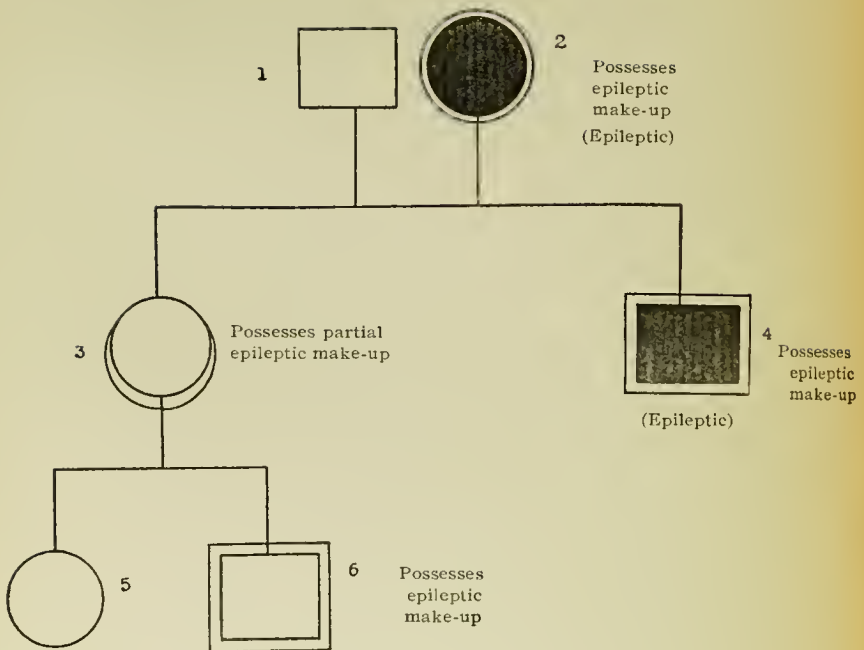 1
2
Possesses
epileptic
make-up
(Epileptic)
3
Possesses partial
epileptic make-up
4
Possesses
epileptic
make-up
(Epileptic)
5
6
Possesses
epileptic
make-up